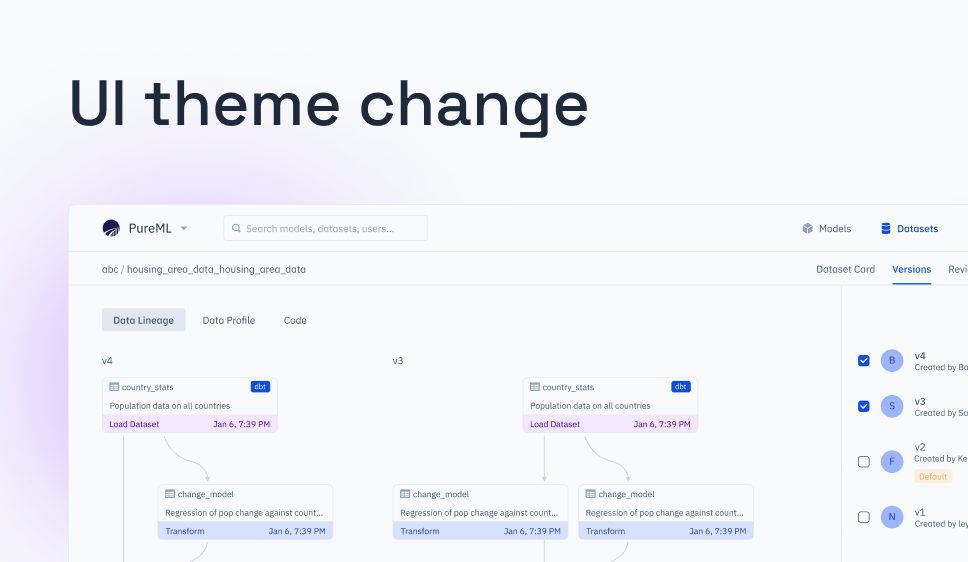 UI theme change
PureML
Search models, datasets, users...
Models
Datasets
abc / housing_area_data_housing_area_data
Dataset Card
Versions
Revi
Data Lineage
Data Profile
Code
v4
v3
country_stats
dbt
Population data on all countries
Load Dataset
Jan 6, 7:39 PM
country_stats
dbt
Population data on all countries
Load Dataset
Jan 6, 7:39 PM
change_model
Regression of pop change against count...
Transform
Jan 6, 7:39 PM
change_model
Regression of pop change against count...
Transform
Jan 6, 7:39 PM
change_model
Regression of pop change against count...
Transform
Jan 6, 7:39 PM
B
v4
Created by Ba
S
v3
Created by Sa
F
v2
Created by Ke
Default
N
v1
Created by ley